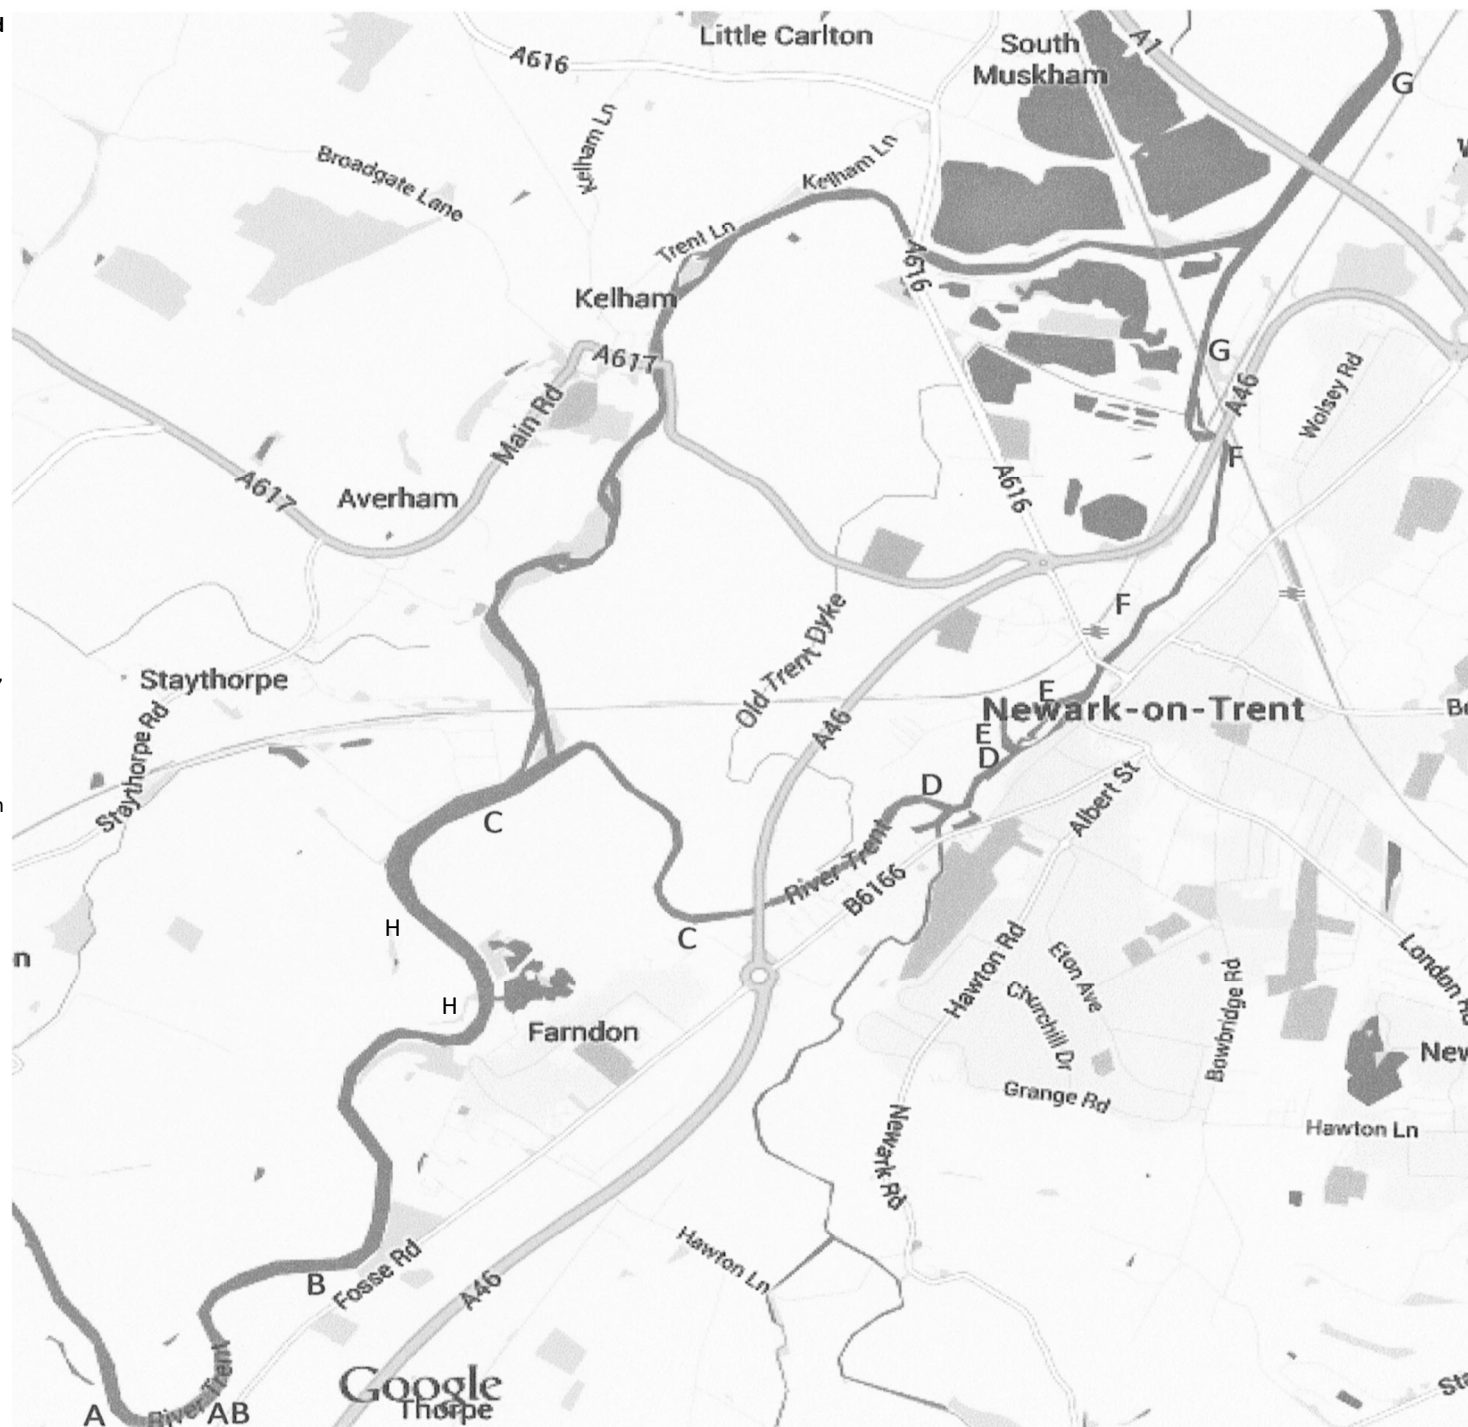 d
Little Carlton
South
Muskham
A1
A616
G
Kelham Ln
Broadgate Lane
Kelham Ln
Trent Ln
A616
Kelham
A617
G
A46
Wolsey Rd
Main Rd
F
A617
Averham
A616
F
Old Trent Dyke
Staythorpe
E
Newark-on-Trent
Staythorpe Rd
A46
E
D
D
Albert St
C
River Trent
B6166
H
C
n
Hawton Rd
Eton Ave
London R
H
Churchill Dr
Bowbridge Rd
Farndon
New
Grange Rd
Hawton Ln
Newark Rd
Hawton Ln
B
Fosse Rd
A46
River Trent
Google
Thorpe
A
AB
Sta